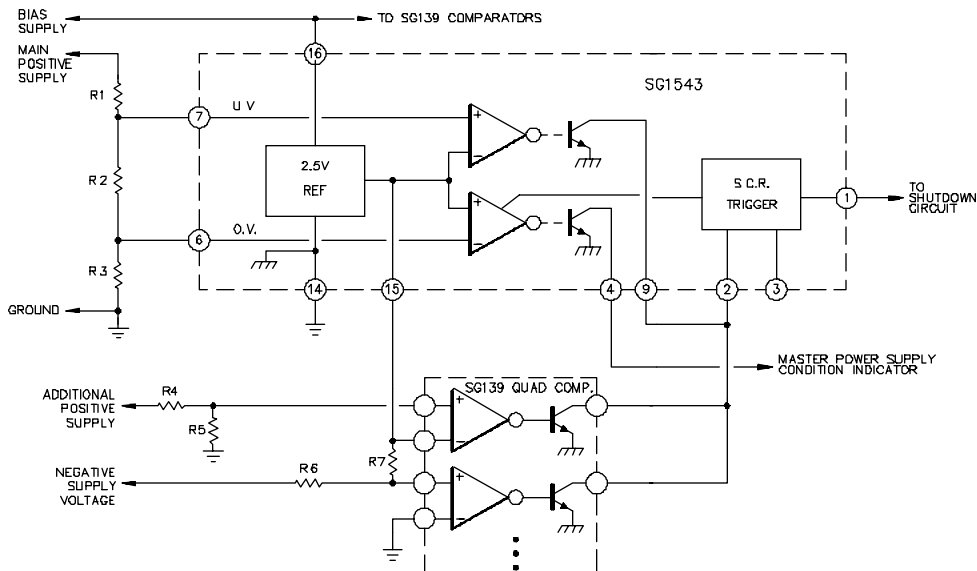 BIAS
SUPPLY
TO SG139 COMPARATORS
MAIN
POSITIVE
SUPPLY
16
SG1543
R1
7
U V
+
−
2.5V
REF
R2
S.C.R.
TRIGGER
1
TO
SHUTDOWN
CIRCUIT
+
−
6
O.V.
R3
14
15
4
9
2
3
GROUND
MASTER POWER SUPPLY
CONDITION INDICATOR
SG139 QUAD COMP.
ADDITIONAL
POSITIVE
SUPPLY
R4
R5
+
−
R7
NEGATIVE
SUPPLY
VOLTAGE
R6
+
−